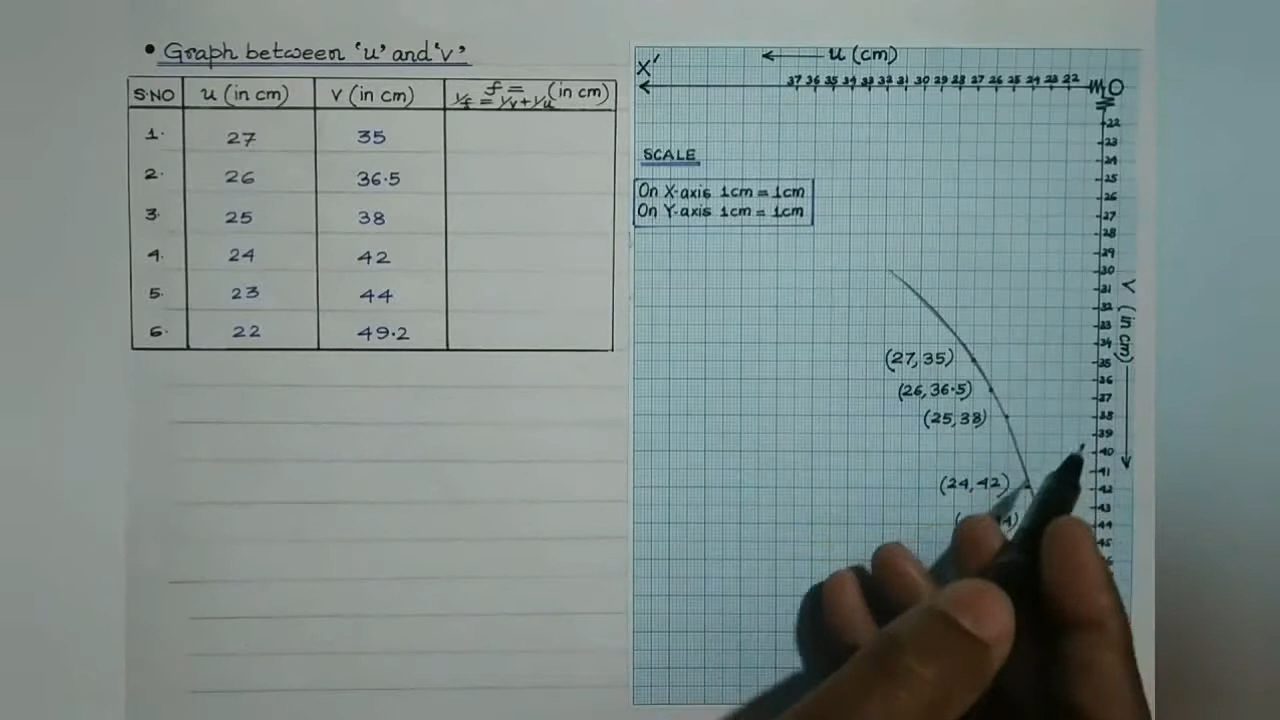 • Graph between 'u' and 'v'
S.NO u (in cm) v (in cm) f = (in cm)
1/f = 1/v + 1/u
1. 27 35
2. 26 36.5
3. 25 38
4. 24 42
5. 23 44
6. 22 49.2
← u (cm)
X'
37 36 35 34 33 32 31 30 29 28 27 26 25 24 23 22 O
SCALE
On X-axis 1cm = 1cm
On Y-axis 1cm = 1cm
22
23
24
25
26
27
28
29
30
31
32
33
34
35
36
37
38
39
40
41
42
43
44
45
V (in cm)
(27, 35)
(26, 36.5)
(25, 38)
(24, 42)